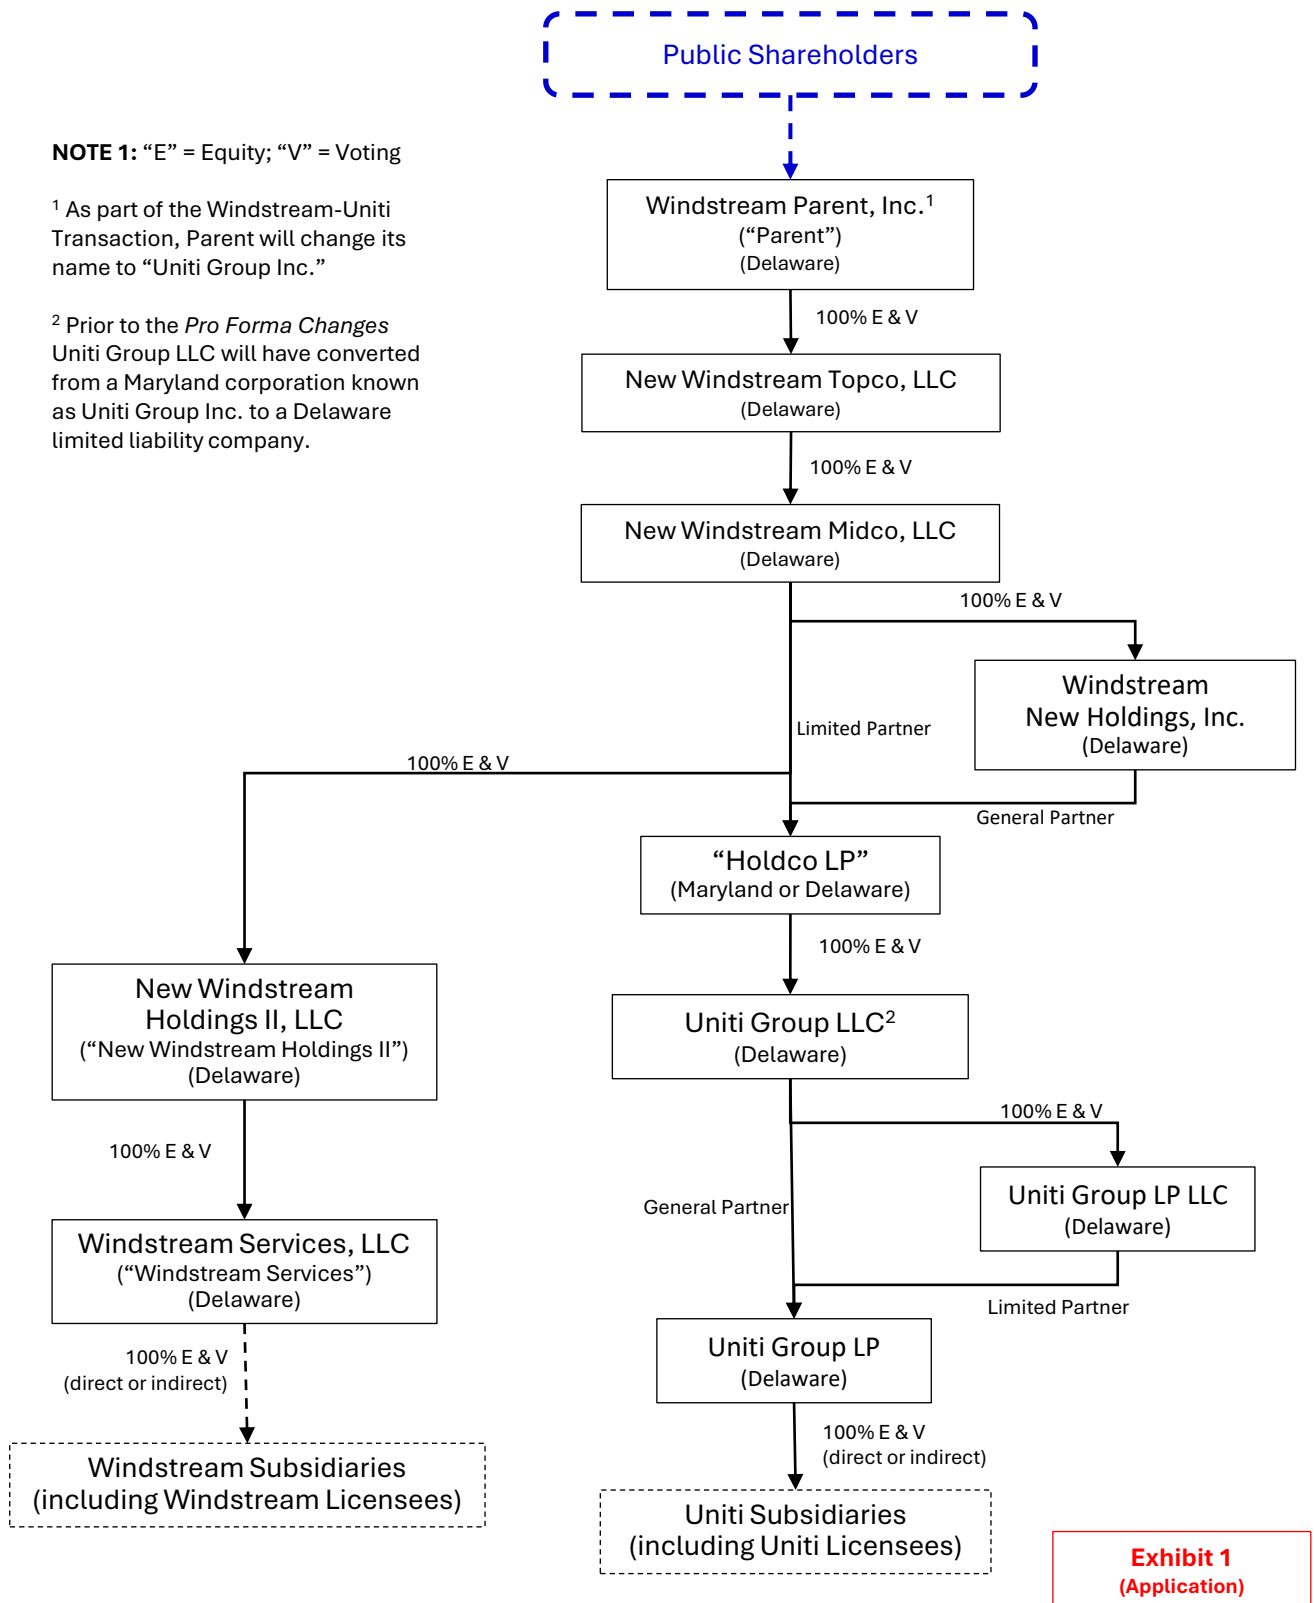 Public Shareholders
NOTE 1: “E” = Equity; “V” = Voting
¹ As part of the Windstream-Uniti
Transaction, Parent will change its
name to “Uniti Group Inc.”
² Prior to the Pro Forma Changes
Uniti Group LLC will have converted
from a Maryland corporation known
as Uniti Group Inc. to a Delaware
limited liability company.
Windstream Parent, Inc.¹
(“Parent”)
(Delaware)
100% E & V
New Windstream Topco, LLC
(Delaware)
100% E & V
New Windstream Midco, LLC
(Delaware)
100% E & V
Windstream
New Holdings, Inc.
(Delaware)
Limited Partner
100% E & V
General Partner
“Holdco LP”
(Maryland or Delaware)
100% E & V
New Windstream
Holdings II, LLC
(“New Windstream Holdings II”)
(Delaware)
Uniti Group LLC²
(Delaware)
100% E & V
100% E & V
Uniti Group LP LLC
(Delaware)
General Partner
Windstream Services, LLC
(“Windstream Services”)
(Delaware)
Limited Partner
Uniti Group LP
(Delaware)
100% E & V
(direct or indirect)
100% E & V
(direct or indirect)
Windstream Subsidiaries
(including Windstream Licensees)
Uniti Subsidiaries
(including Uniti Licensees)
Exhibit 1
(Application)